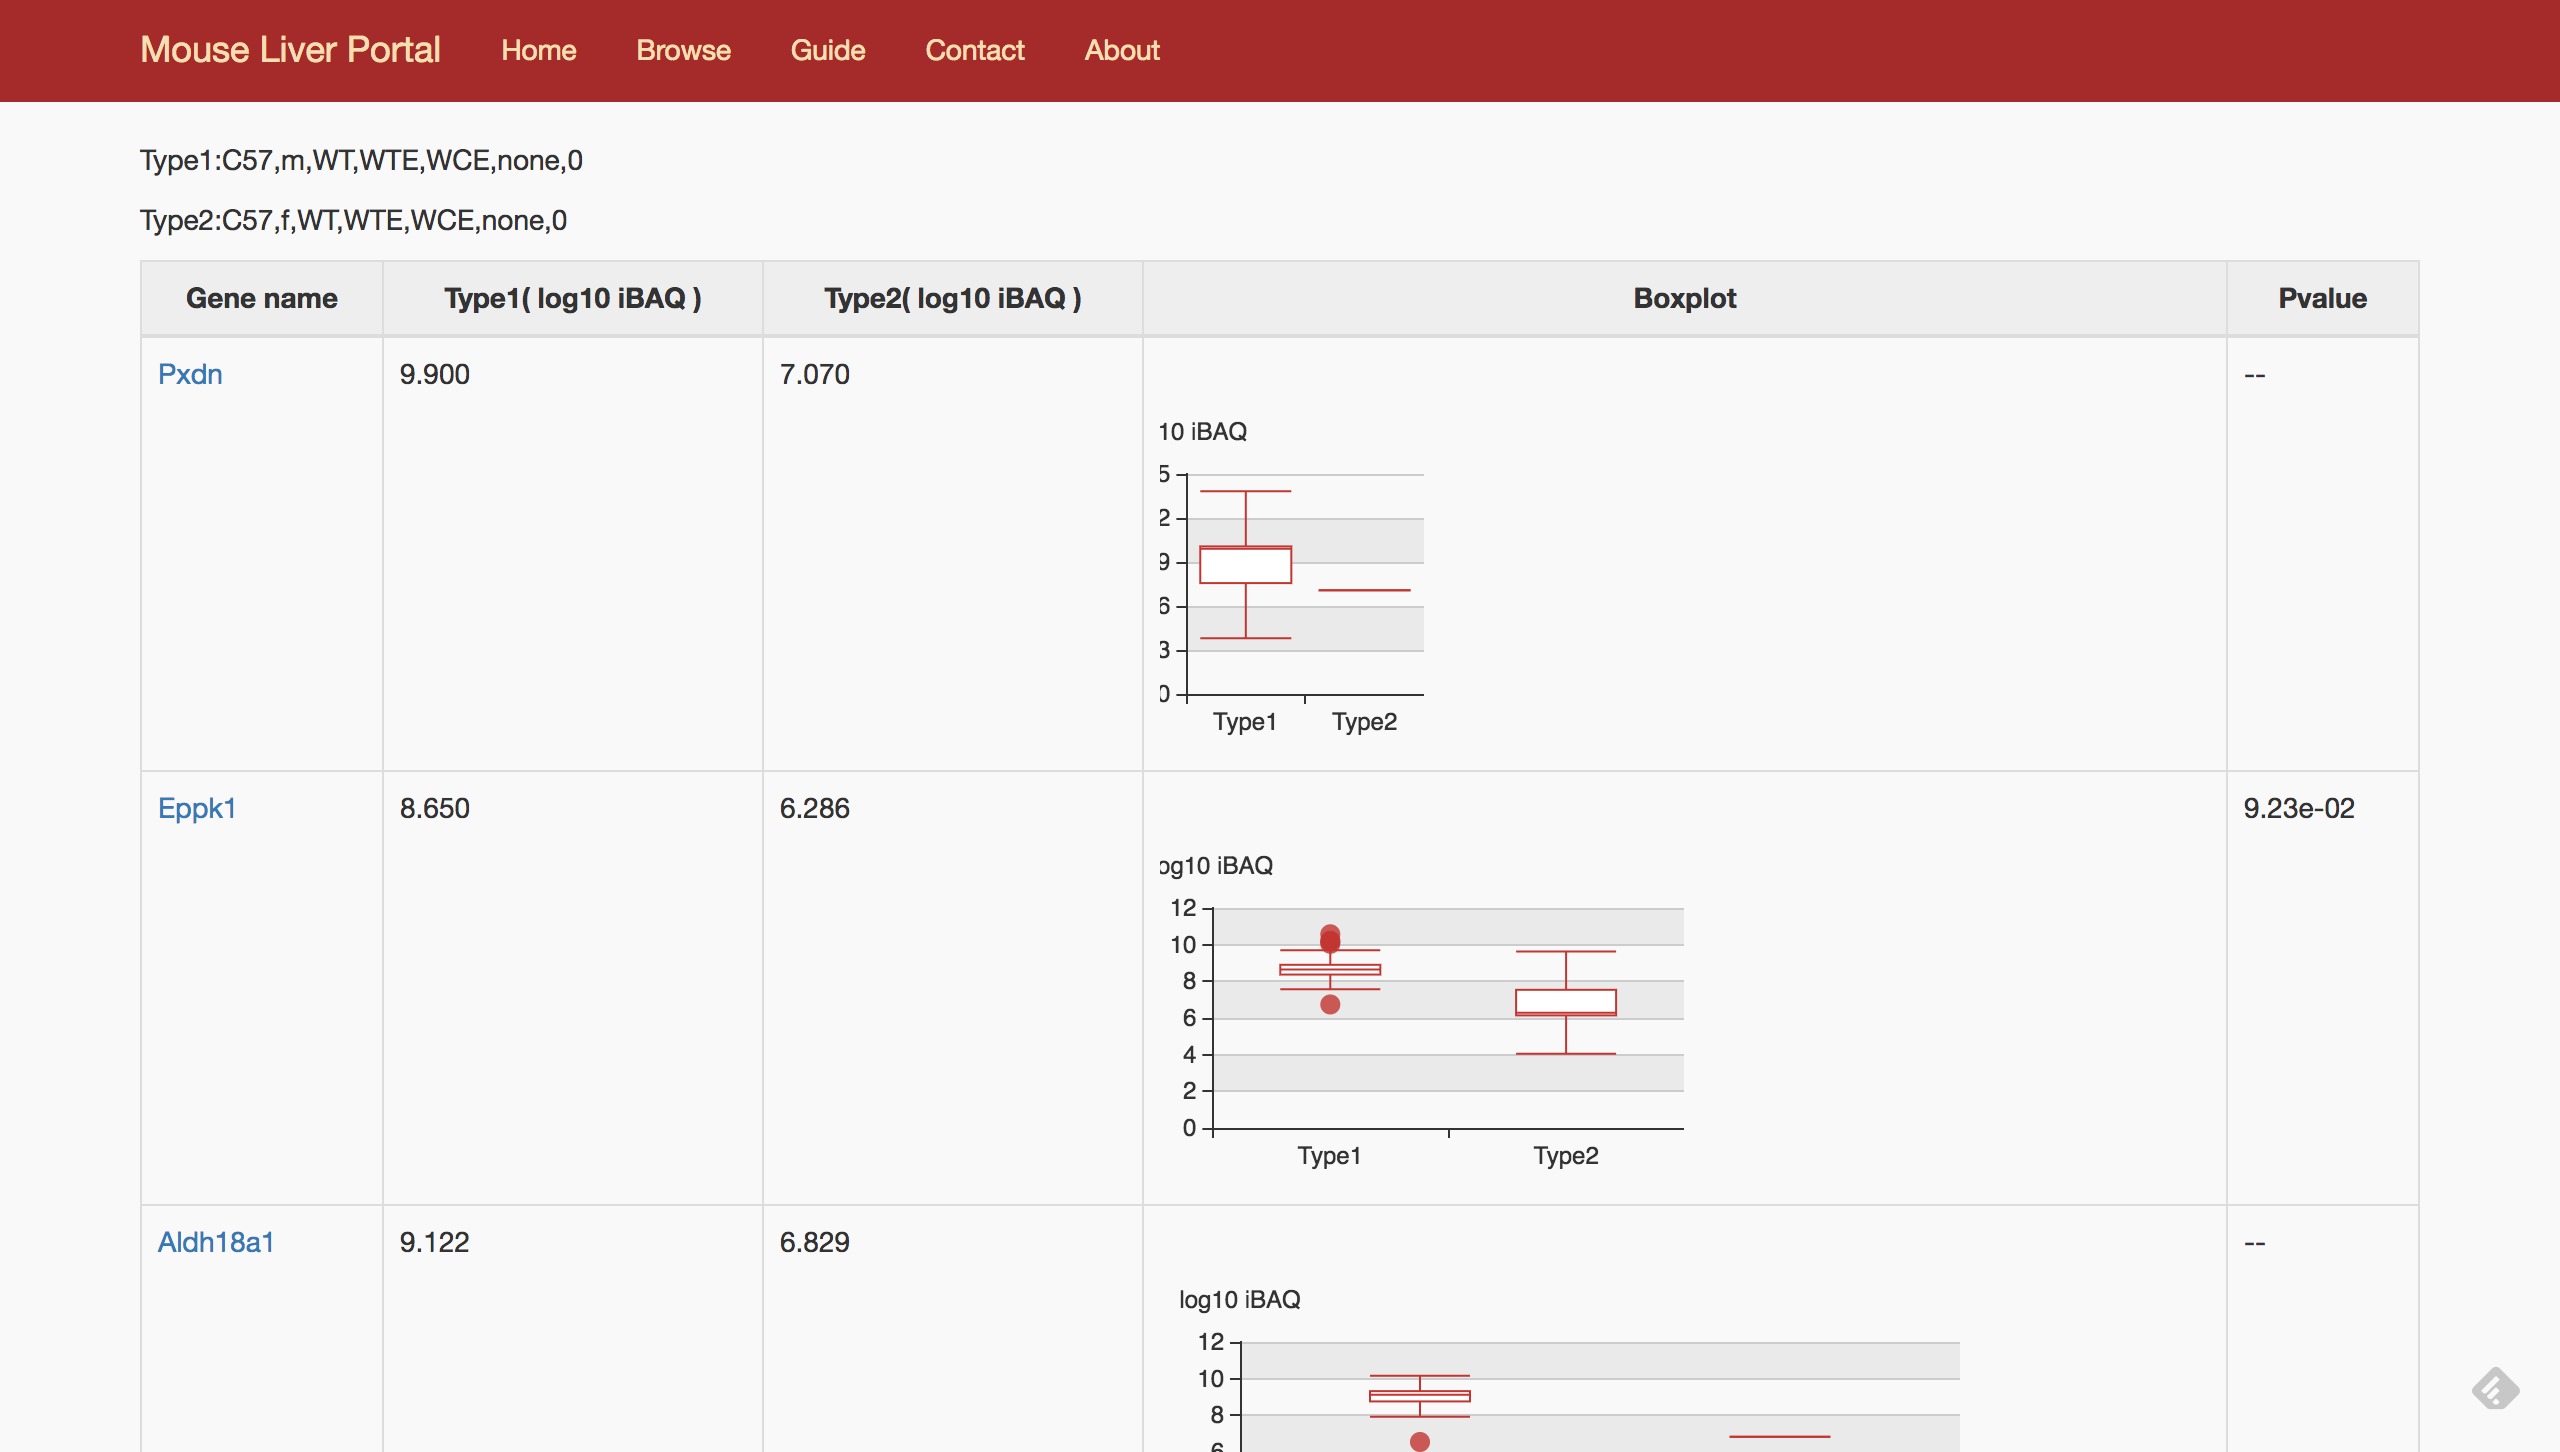 Mouse Liver Portal Home Browse Guide Contact About
Type1:C57,m,WT,WTE,WCE,none,0
Type2:C57,f,WT,WTE,WCE,none,0
Gene name Type1( log10 iBAQ ) Type2( log10 iBAQ ) Boxplot Pvalue
Pxdn 9.900 7.070 --
10 iBAQ
5
2
9
6
3
0
Type1 Type2
Eppk1 8.650 6.286 9.23e-02
og10 iBAQ
12
10
8
6
4
2
0
Type1 Type2
Aldh18a1 9.122 6.829 --
log10 iBAQ
12
10
8
6